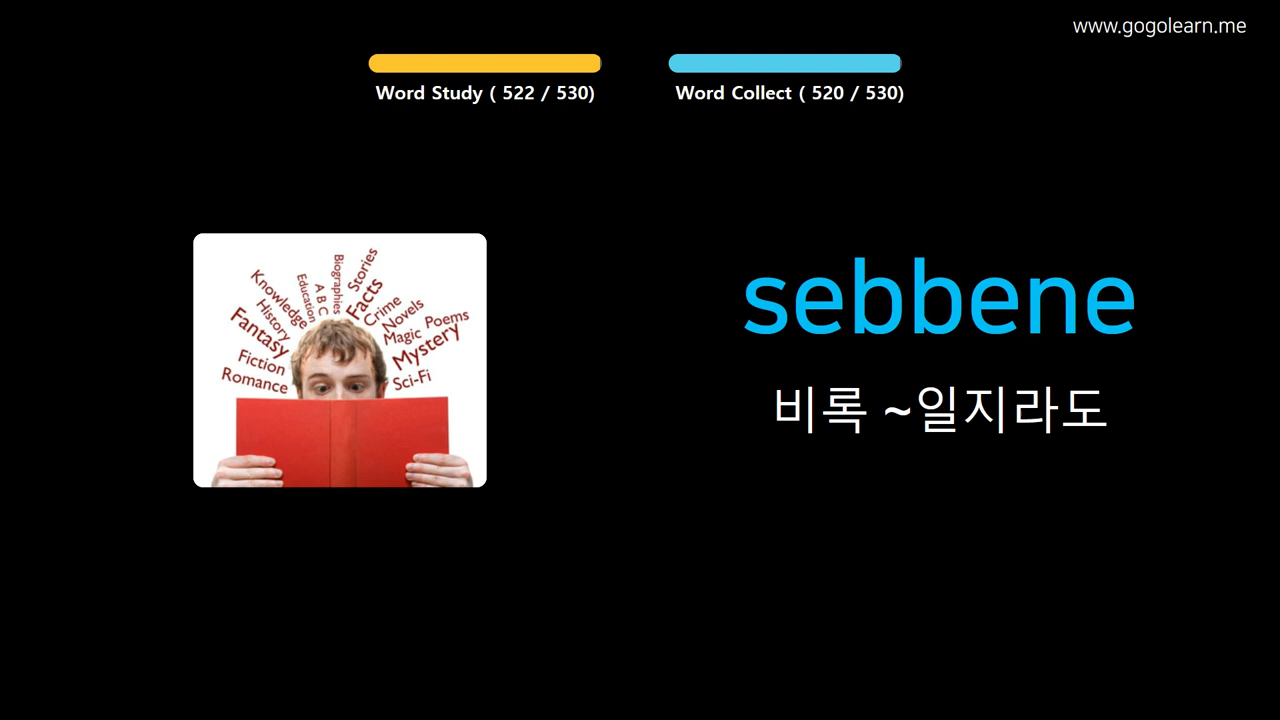 www.gogolearn.me
Word Study ( 522 / 530)
Word Collect ( 520 / 530)
Knowledge
History
Fantasy
Fiction
Romance
Education
A B C
Biographies
Stories
Facts
Crime
Novels
Magic
Poems
Mystery
Sci-Fi
sebbene
비록 ~일지라도